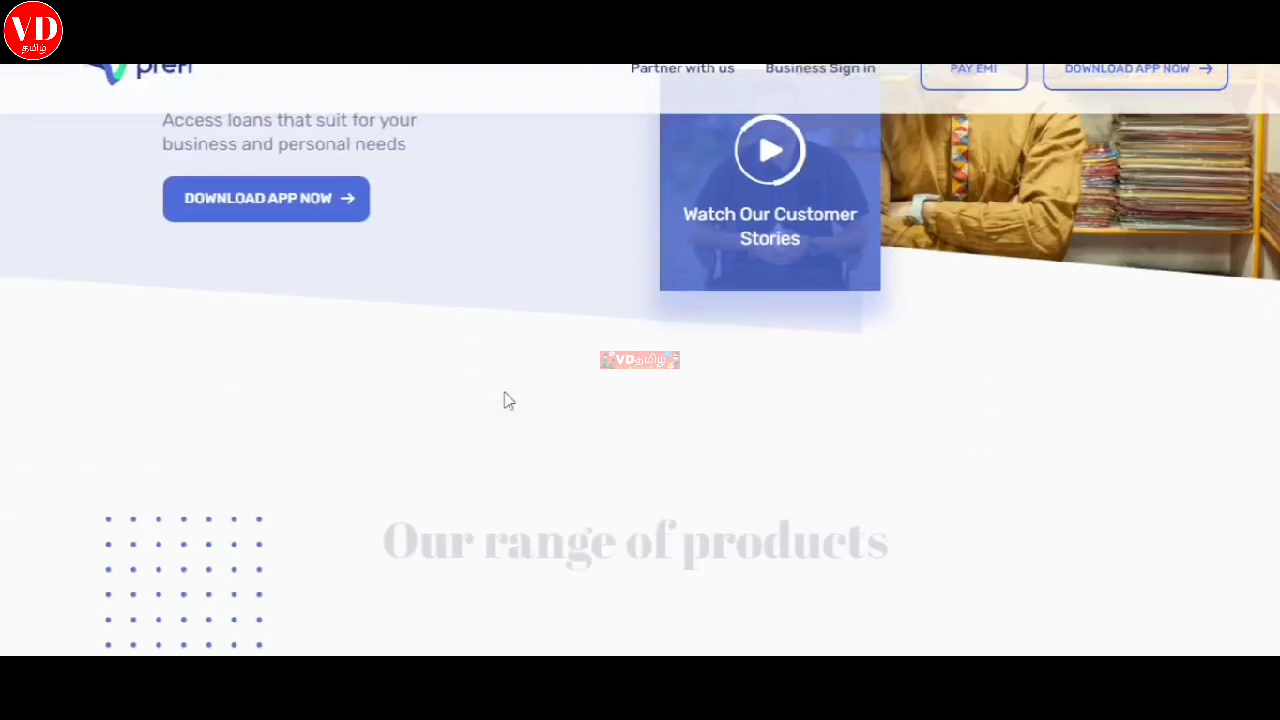 VD
தமிழ்
prefr
Partner with us
Business Sign in
PAY EMI
DOWNLOAD APP NOW
Access loans that suit for your
business and personal needs
DOWNLOAD APP NOW
Watch Our Customer
Stories
VDதமிழ்
Our range of products